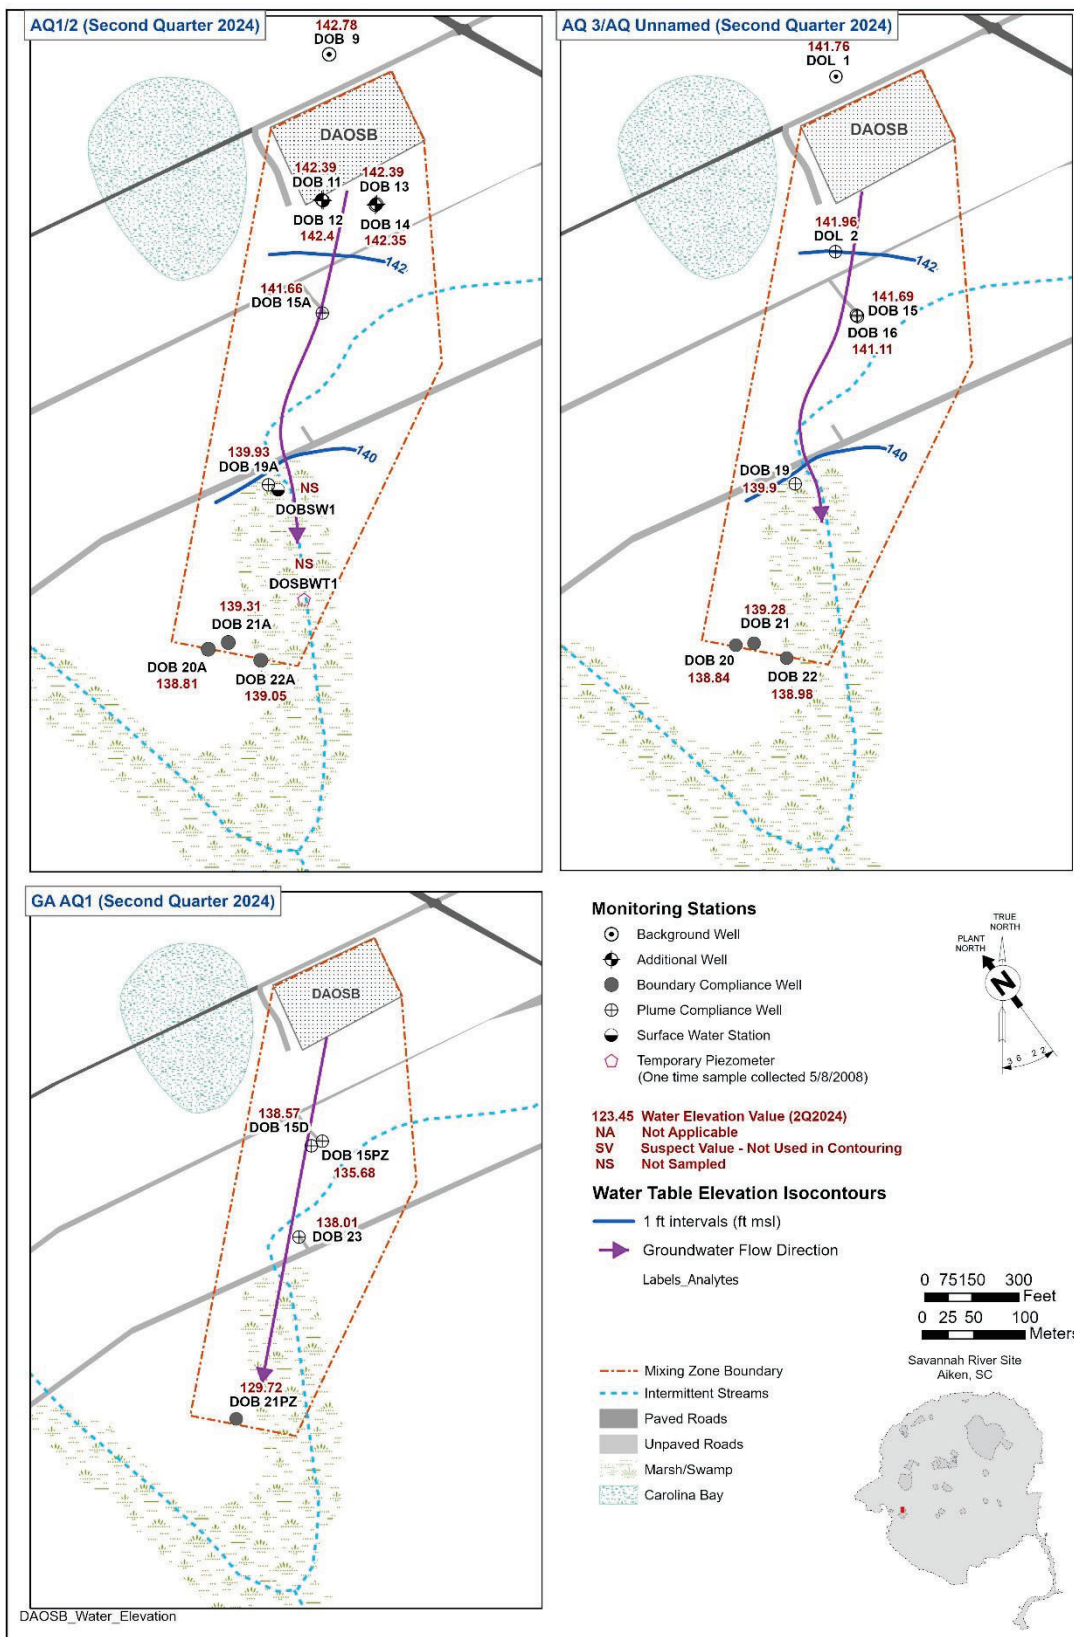 AQ1/2 (Second Quarter 2024)
142.78
DOB 9
DAOSB
142.39
DOB 11
142.39
DOB 13
DOB 12
142.4
DOB 14
142.35
142
141.66
DOB 15A
140
139.93
DOB 19A
NS
DOBSW1
NS
DOSBWT1
139.31
DOB 21A
DOB 20A
138.81
DOB 22A
139.05
AQ 3/AQ Unnamed (Second Quarter 2024)
141.76
DOL 1
DAOSB
141.96
DOL 2
142
141.69
DOB 15
DOB 16
141.11
140
DOB 19
139.9
139.28
DOB 21
DOB 20
138.84
DOB 22
138.98
GA AQ1 (Second Quarter 2024)
DAOSB
138.57
DOB 15D
DOB 15PZ
135.68
138.01
DOB 23
129.72
DOB 21PZ
DAOSB_Water_Elevation
Monitoring Stations
Background Well
Additional Well
Boundary Compliance Well
Plume Compliance Well
Surface Water Station
Temporary Piezometer
(One time sample collected 5/8/2008)
TRUE
NORTH
PLANT
NORTH
N
36 22
123.45 Water Elevation Value (2Q2024)
NA Not Applicable
SV Suspect Value - Not Used in Contouring
NS Not Sampled
Water Table Elevation Isocontours
1 ft intervals (ft msl)
Groundwater Flow Direction
Labels_Analytes
0 75 150 300
Feet
0 25 50 100
Meters
Mixing Zone Boundary
Intermittent Streams
Paved Roads
Unpaved Roads
Marsh/Swamp
Carolina Bay
Savannah River Site
Aiken, SC